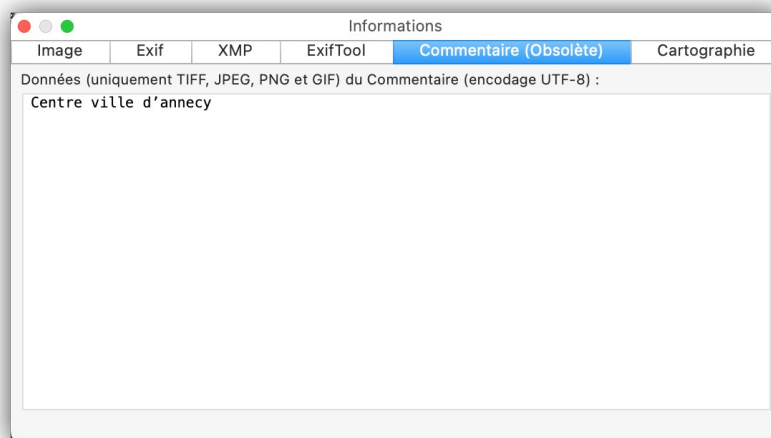 Informations
Image Exif XMP ExifTool Commentaire (Obsolète) Cartographie
Données (uniquement TIFF, JPEG, PNG et GIF) du Commentaire (encodage UTF-8) :
Centre ville d’annecy